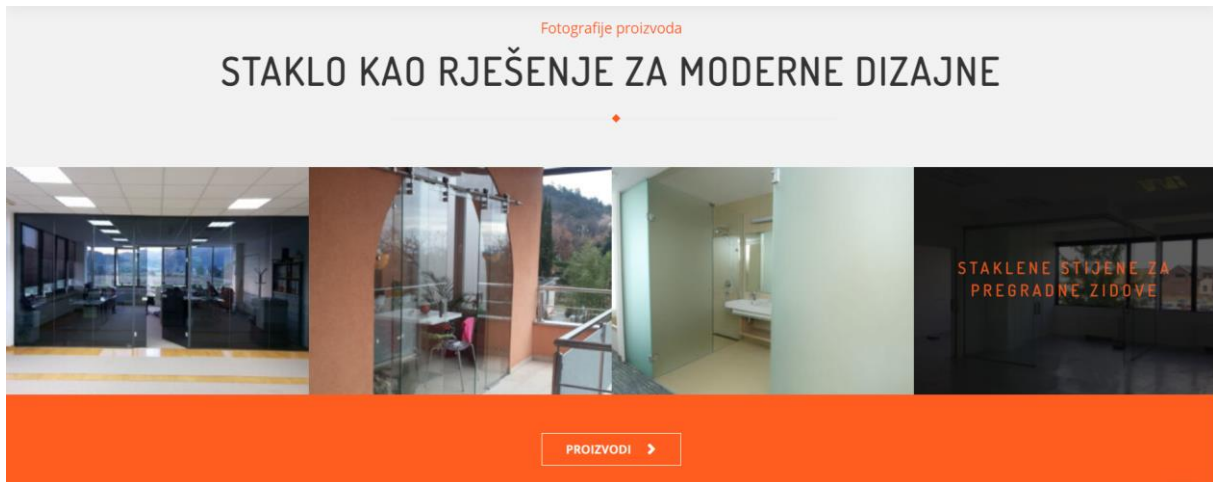 Fotografije proizvoda
STAKLO KAO RJEŠENJE ZA MODERNE DIZAJNE
STAKLENE STIJENE ZA
PREGRADNE ZIDOVE
PROIZVODI